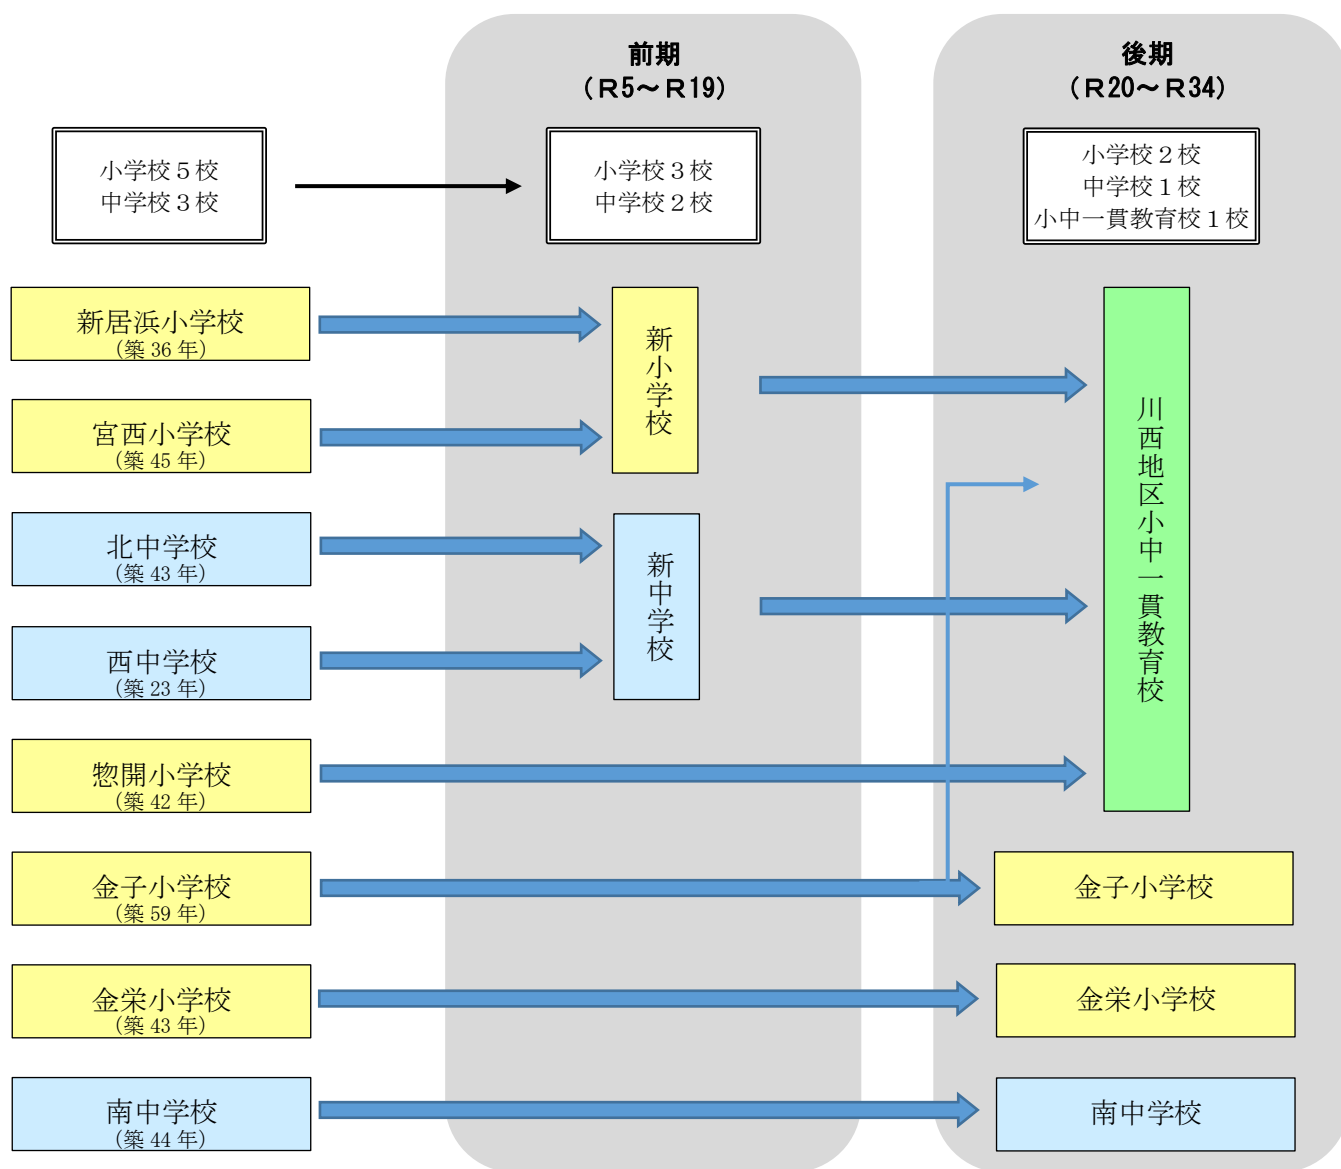 前期
（R5～R19）
後期
（R20～R34）
小学校５校
中学校３校
小学校３校
中学校２校
小学校２校
中学校１校
小中一貫教育校１校
新居浜小学校
（築 36 年）
宮西小学校
（築 45 年）
北中学校
（築 43 年）
西中学校
（築 23 年）
惣開小学校
（築 42 年）
金子小学校
（築 59 年）
金栄小学校
（築 43 年）
南中学校
（築 44 年）
新小学校
新中学校
川西地区小中一貫教育校
金子小学校
金栄小学校
南中学校